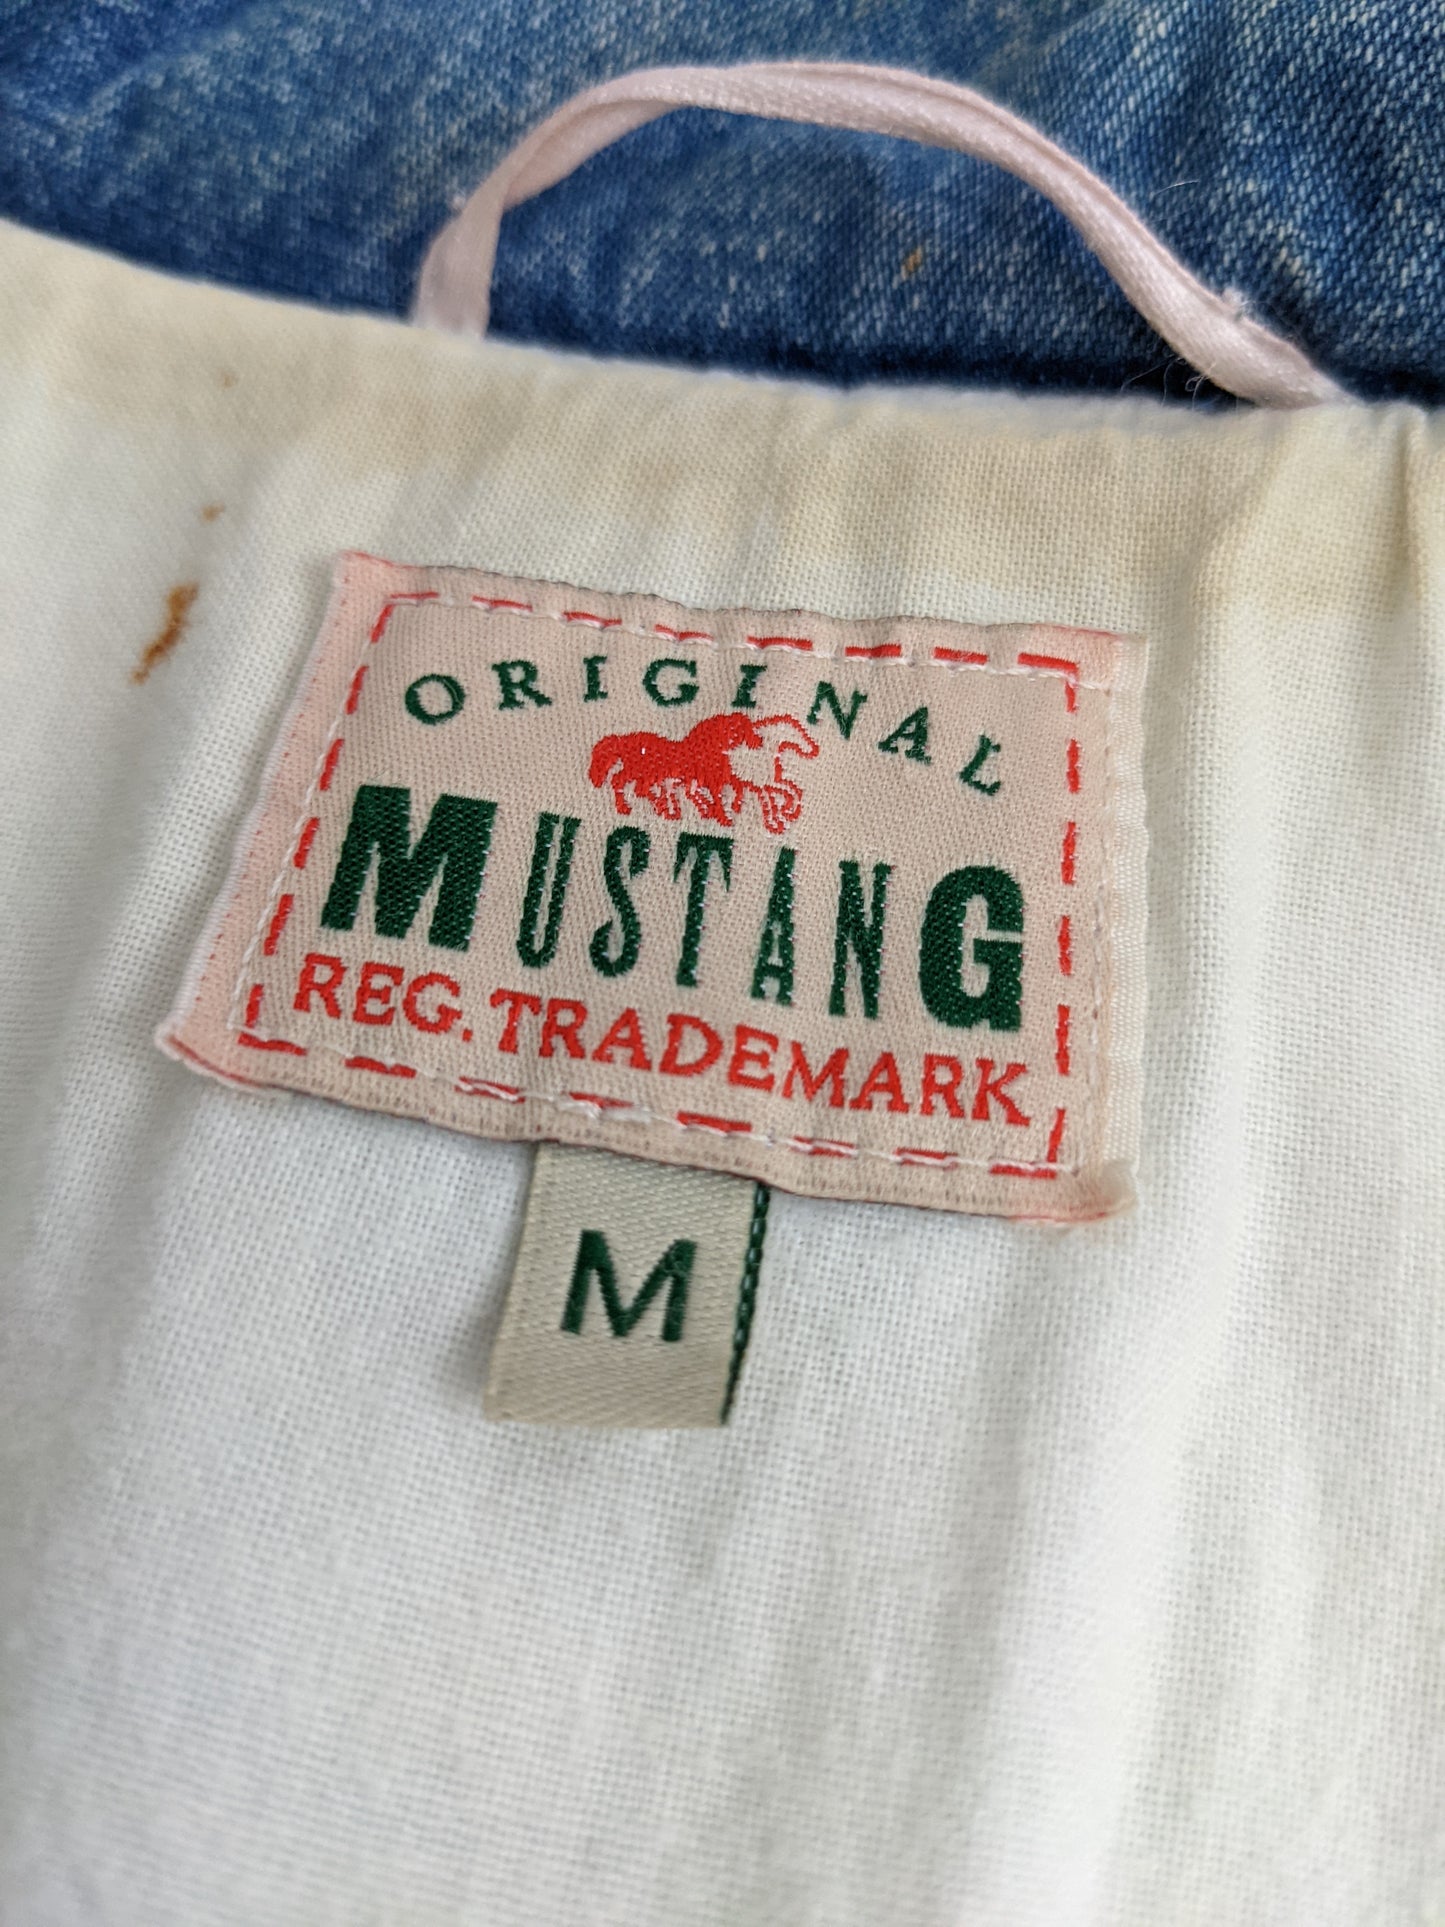 ORIGINAL
MUSTANG
REG. TRADEMARK
M